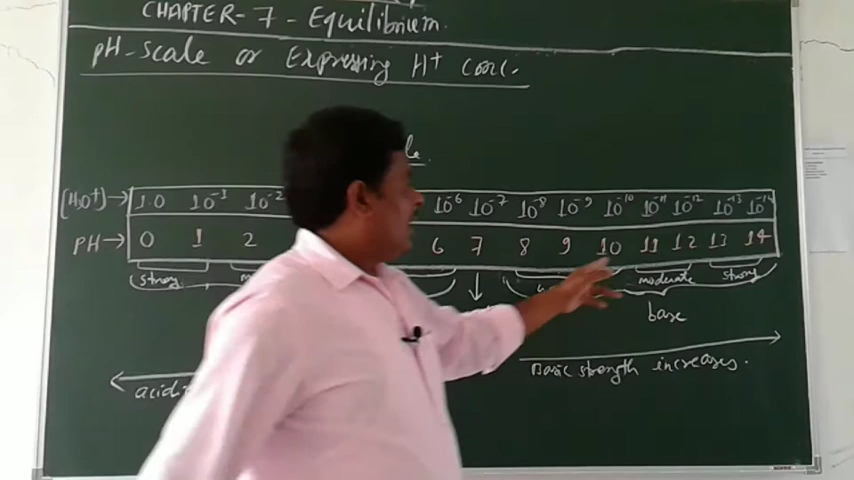 CHAPTER-7-Equilibrium.
pH-scale or Expressing H⁺ conc.
[H₃O⁺]→ 1.0 10⁻¹ 10⁻² 10⁻⁶ 10⁻⁷ 10⁻⁸ 10⁻⁹ 10⁻¹⁰ 10⁻¹¹ 10⁻¹² 10⁻¹³ 10⁻¹⁴
PH→ 0 1 2 6 7 8 9 10 11 12 13 14
strong moderate strong
base
Basic strength increases.